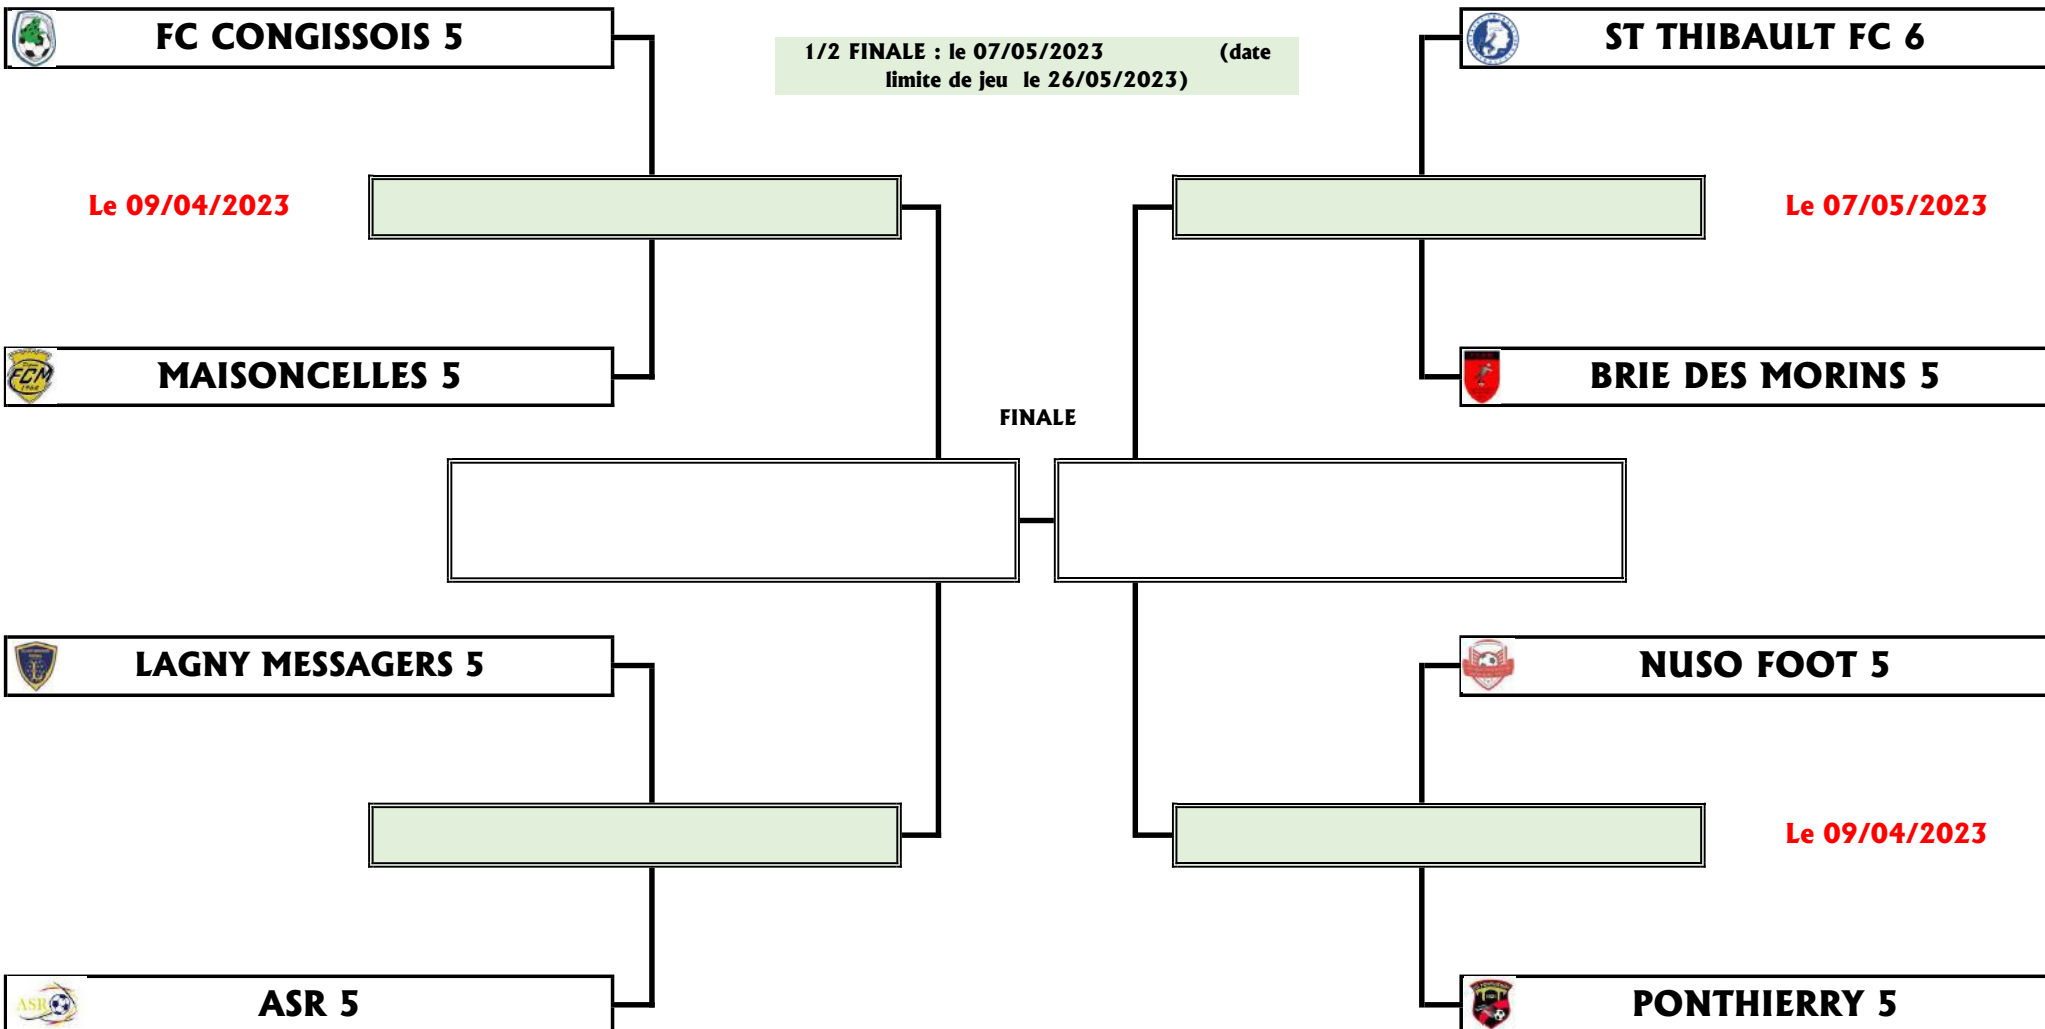 FC CONGISSOIS 5
ST THIBAULT FC 6
1/2 FINALE : le 07/05/2023 (date
limite de jeu le 26/05/2023)
Le 09/04/2023
Le 07/05/2023
FCM
MAISONCELLES 5
BRIE DES MORINS 5
FINALE
LAGNY MESSAGERS 5
NUSO FOOT 5
Le 09/04/2023
ASR
ASR 5
PONTHIERRY 5